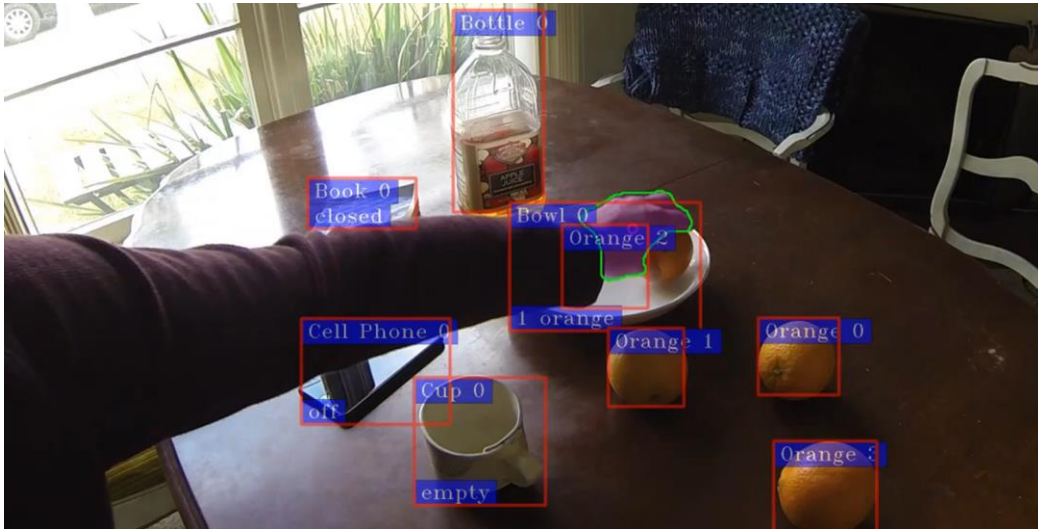 Bottle 0
Book 0
closed
APPLE
JUICE
Bowl 0
Orange 2
1 orange
Cell Phone 0
off
Orange 1
Orange 0
Cup 0
empty
Orange 3